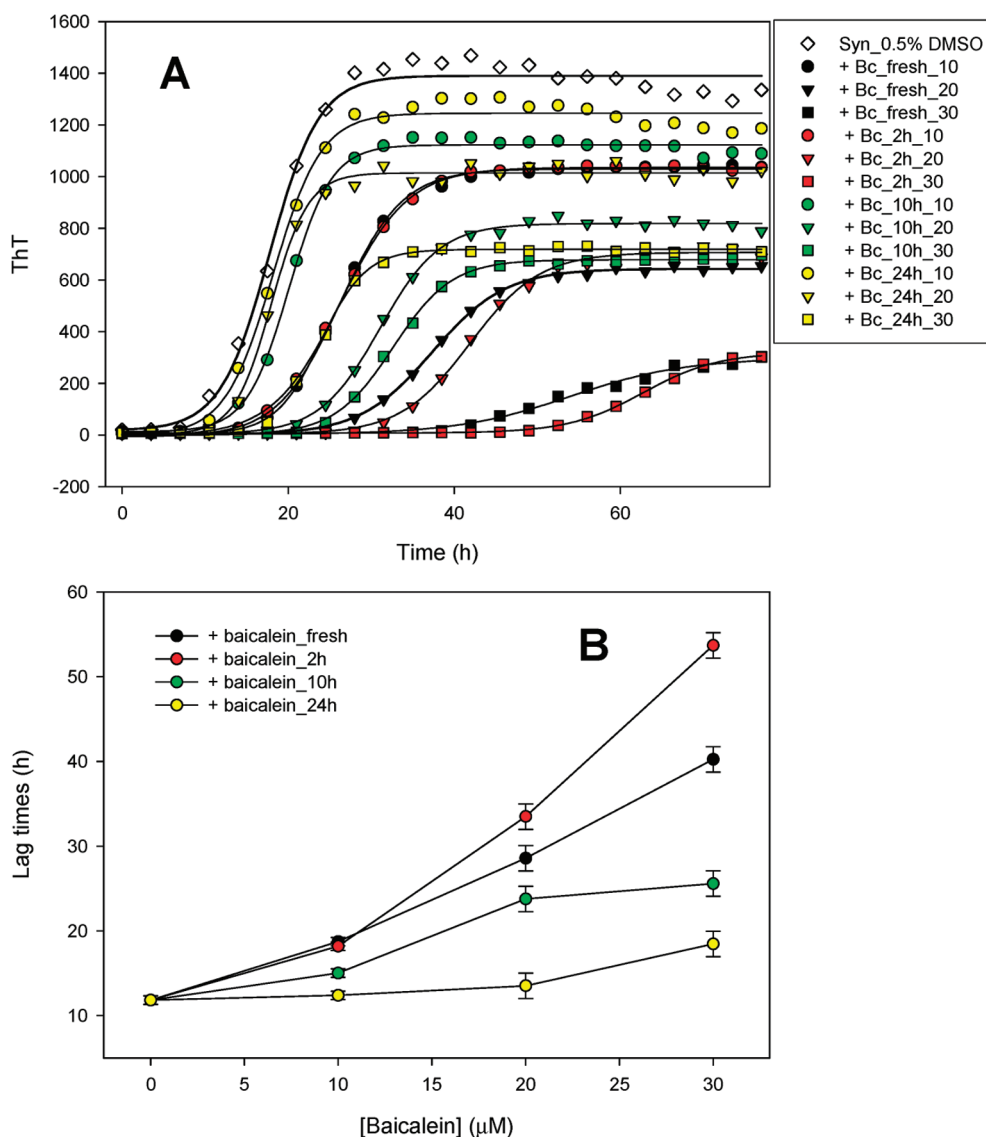 1600
1400
1200
1000
800
600
400
200
0
-200
ThT
A
0
20
40
60
Time (h)
Syn_0.5% DMSO
+ Bc_fresh_10
+ Bc_fresh_20
+ Bc_fresh_30
+ Bc_2h_10
+ Bc_2h_20
+ Bc_2h_30
+ Bc_10h_10
+ Bc_10h_20
+ Bc_10h_30
+ Bc_24h_10
+ Bc_24h_20
+ Bc_24h_30
60
50
40
30
20
10
Lag times (h)
+ baicalein_fresh
+ baicalein_2h
+ baicalein_10h
+ baicalein_24h
B
0
5
10
15
20
25
30
[Baicalein] (μM)